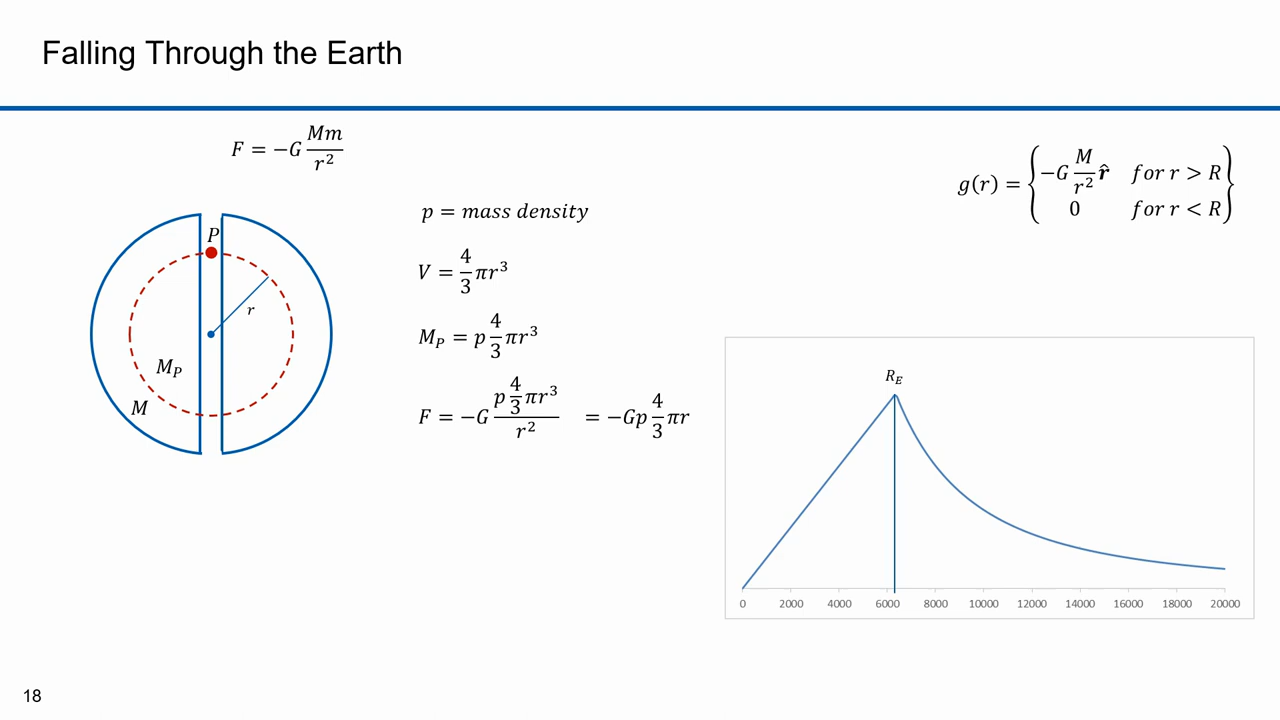 Falling Through the Earth
F = −G Mm/r²
g(r) = { −G M/r² r̂ for r > R
0 for r < R }
p = mass density
V = 4/3 πr³
M_P = p 4/3 πr³
F = −G (p 4/3 πr³)/r² = −Gp 4/3 πr
P
r
M_P
M
R_E
0 2000 4000 6000 8000 10000 12000 14000 16000 18000 20000
18